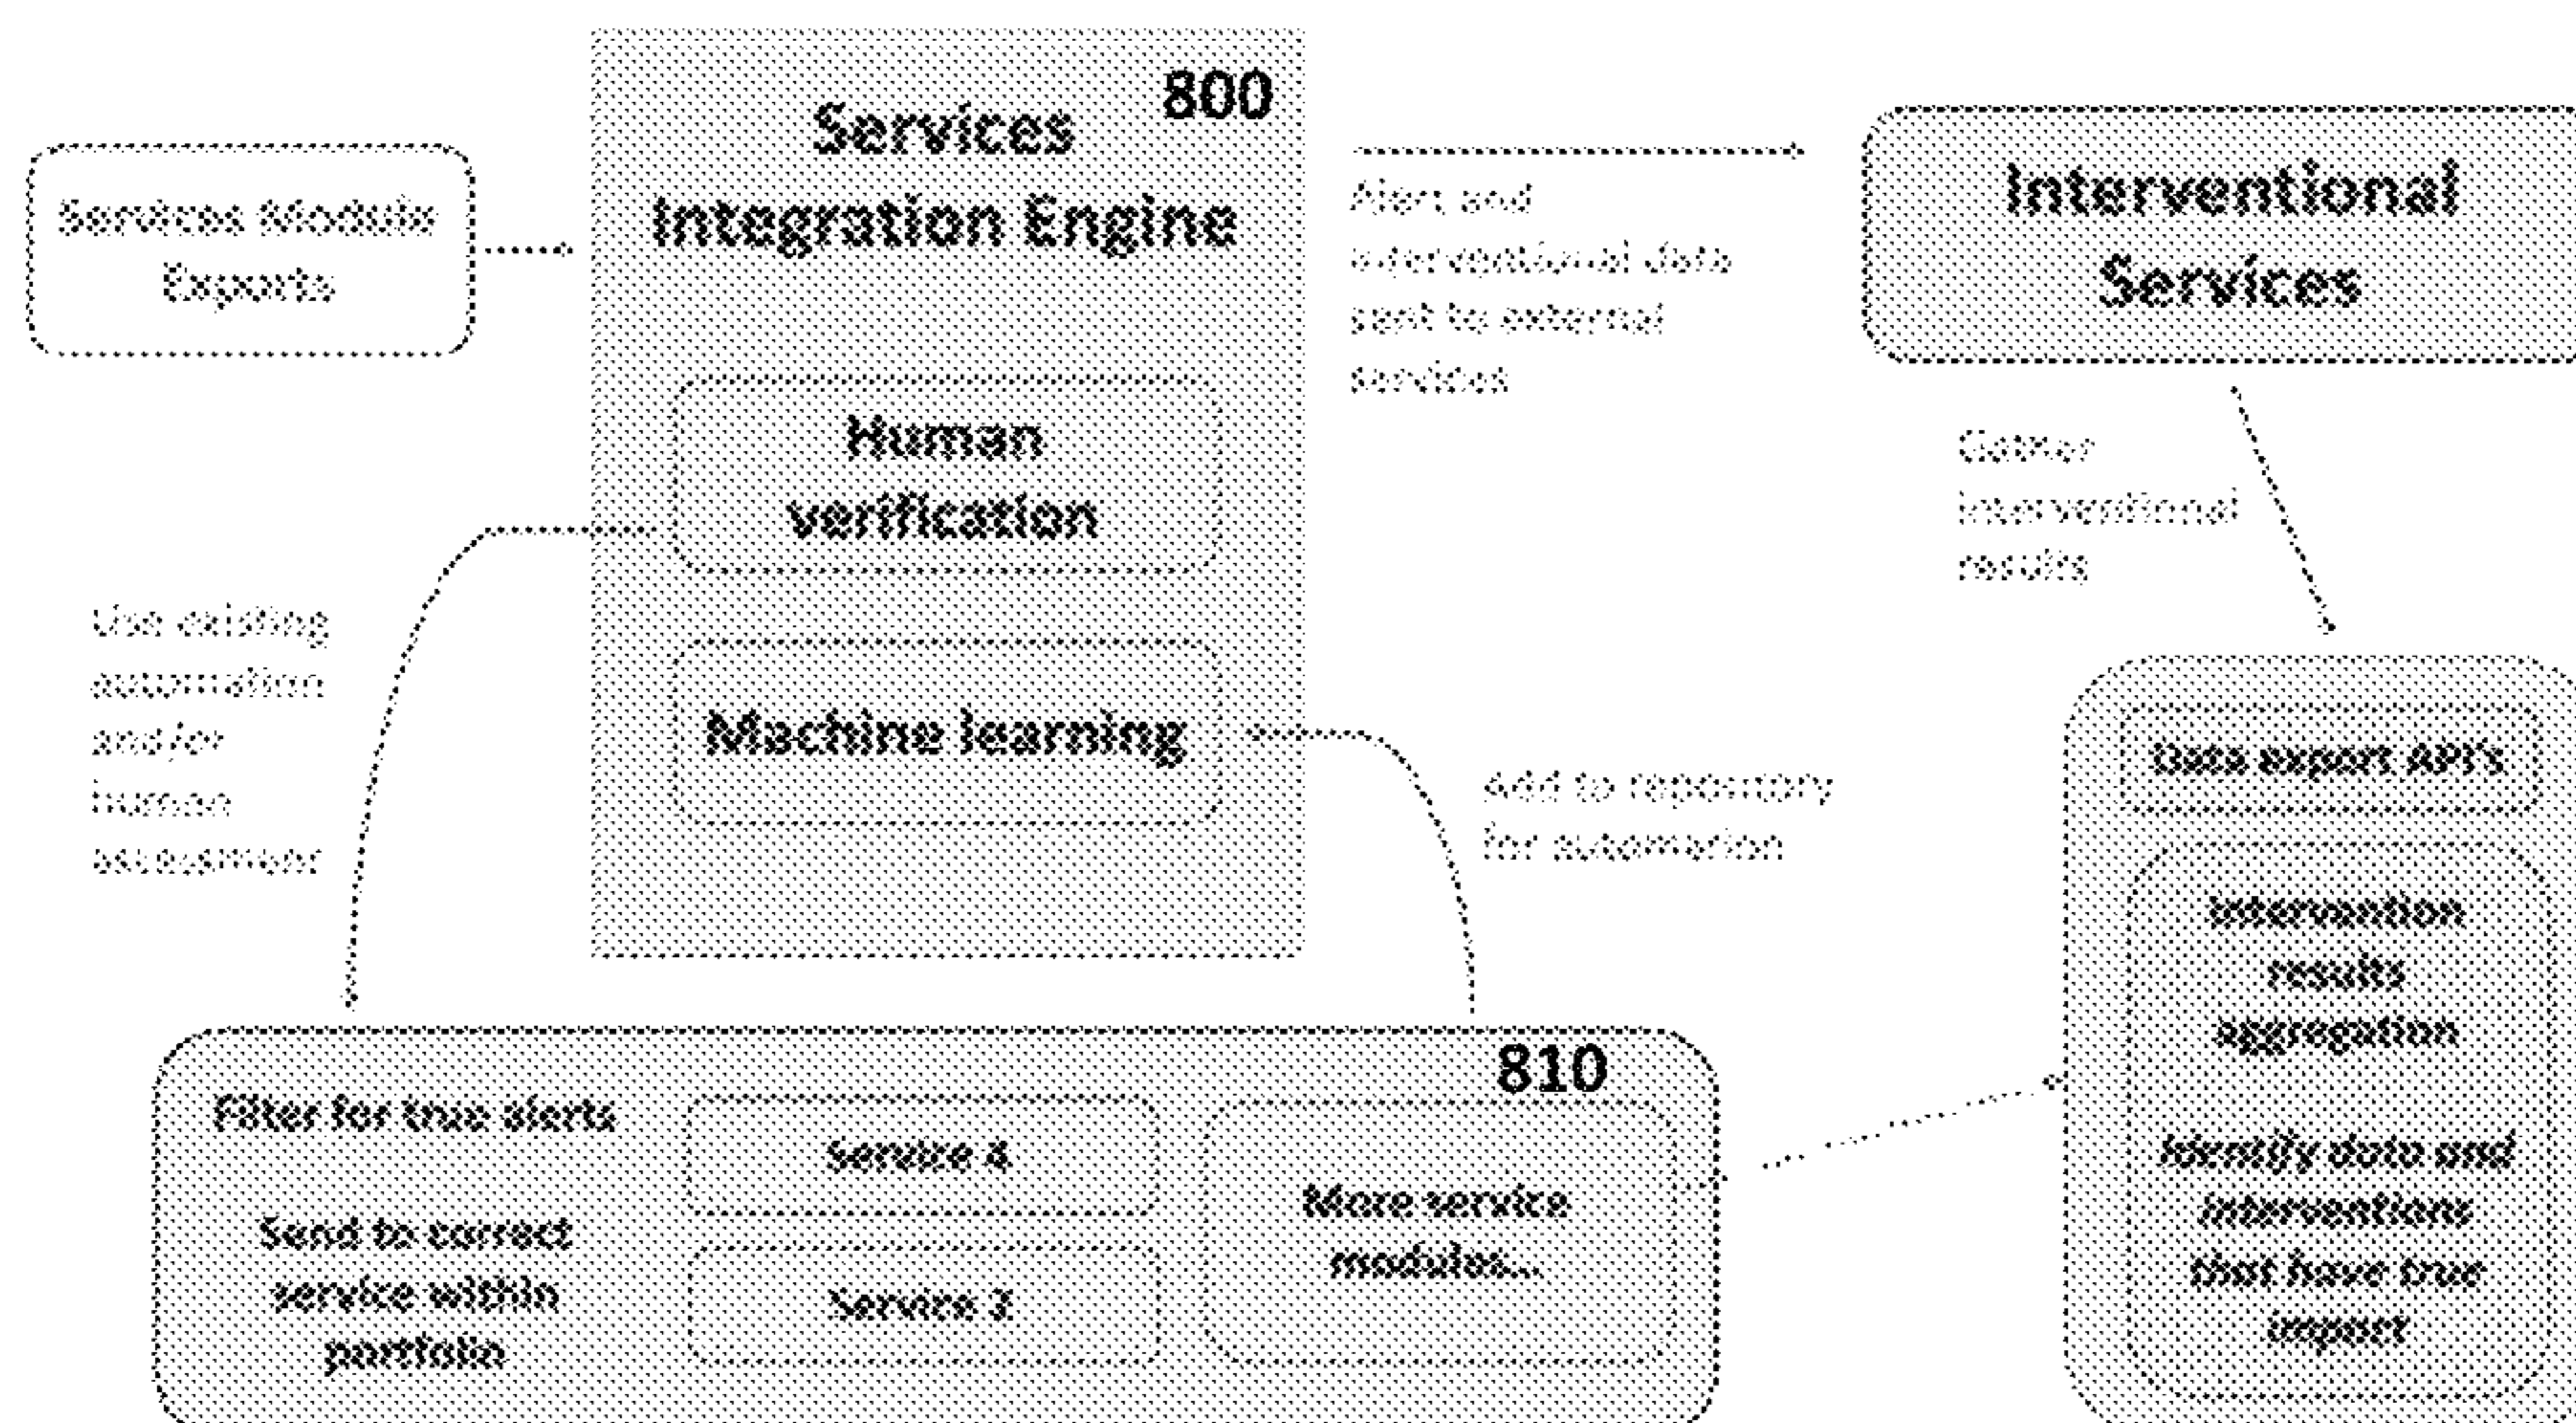 800
Services
Integration Engine
Services Module
Exports
Alert and
interventional data
sent to external
services
Interventional
Services
Human
verification
Gather
interventional
results
Use existing
automation
and/or
human
assessment
Machine learning
Add to repository
for automation
Data export API's
Intervention
results
aggregation
Identify data and
interventions
that have true
import
810
Filter for true alerts
Send to correct
service within
portfolio
Service 4
Service 3
More service
modules...